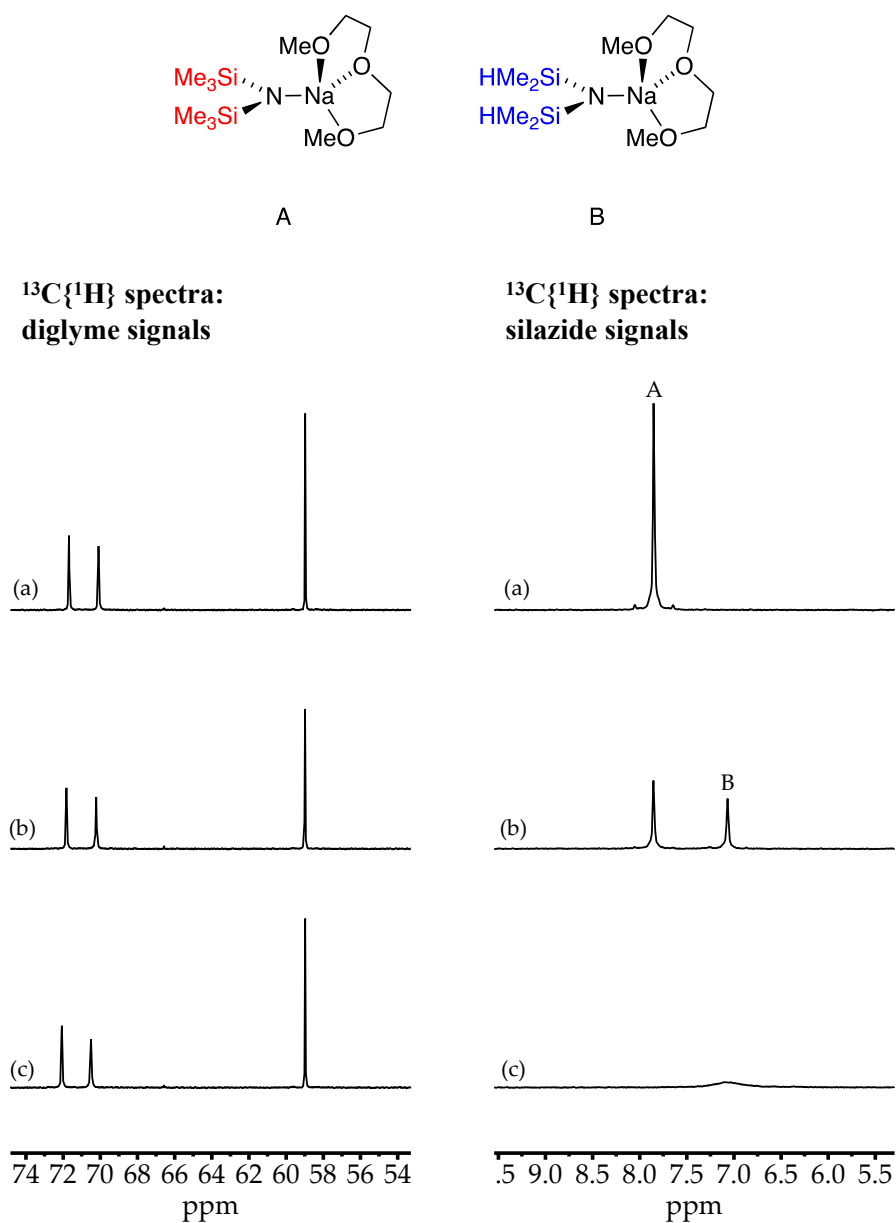 MeO
Me₃Si
N
Na
O
Me₃Si
MeO
MeO
HMe₂Si
N
Na
O
HMe₂Si
MeO
A
B
¹³C{¹H} spectra:
diglyme signals
¹³C{¹H} spectra:
silazide signals
A
(a)
(a)
B
(b)
(b)
(c)
(c)
74 72 70 68 66 64 62 60 58 56 54
ppm
.5 9.0 8.5 8.0 7.5 7.0 6.5 6.0 5.5
ppm